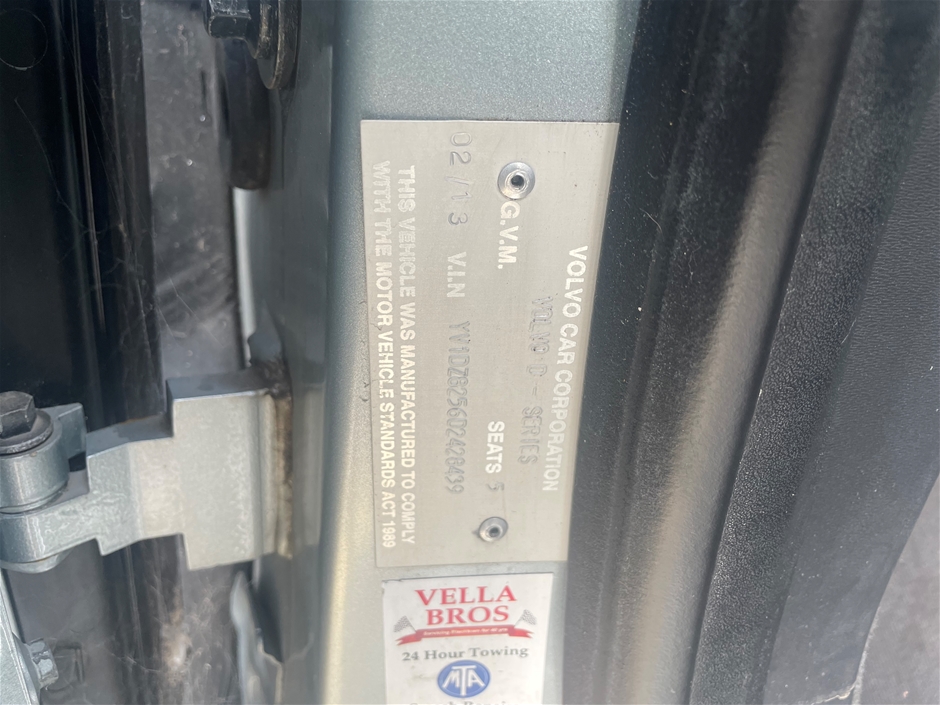 VOLVO CAR CORPORATION
VOLVO D-SERIES
G.V.M.
SEATS 5
02/13 V.I.N YV1DZ8256D2428439
THIS VEHICLE WAS MANUFACTURED TO COMPLY
WITH THE MOTOR VEHICLE STANDARDS ACT 1989
VELLA
BROS
24 Hour Towing
MTA